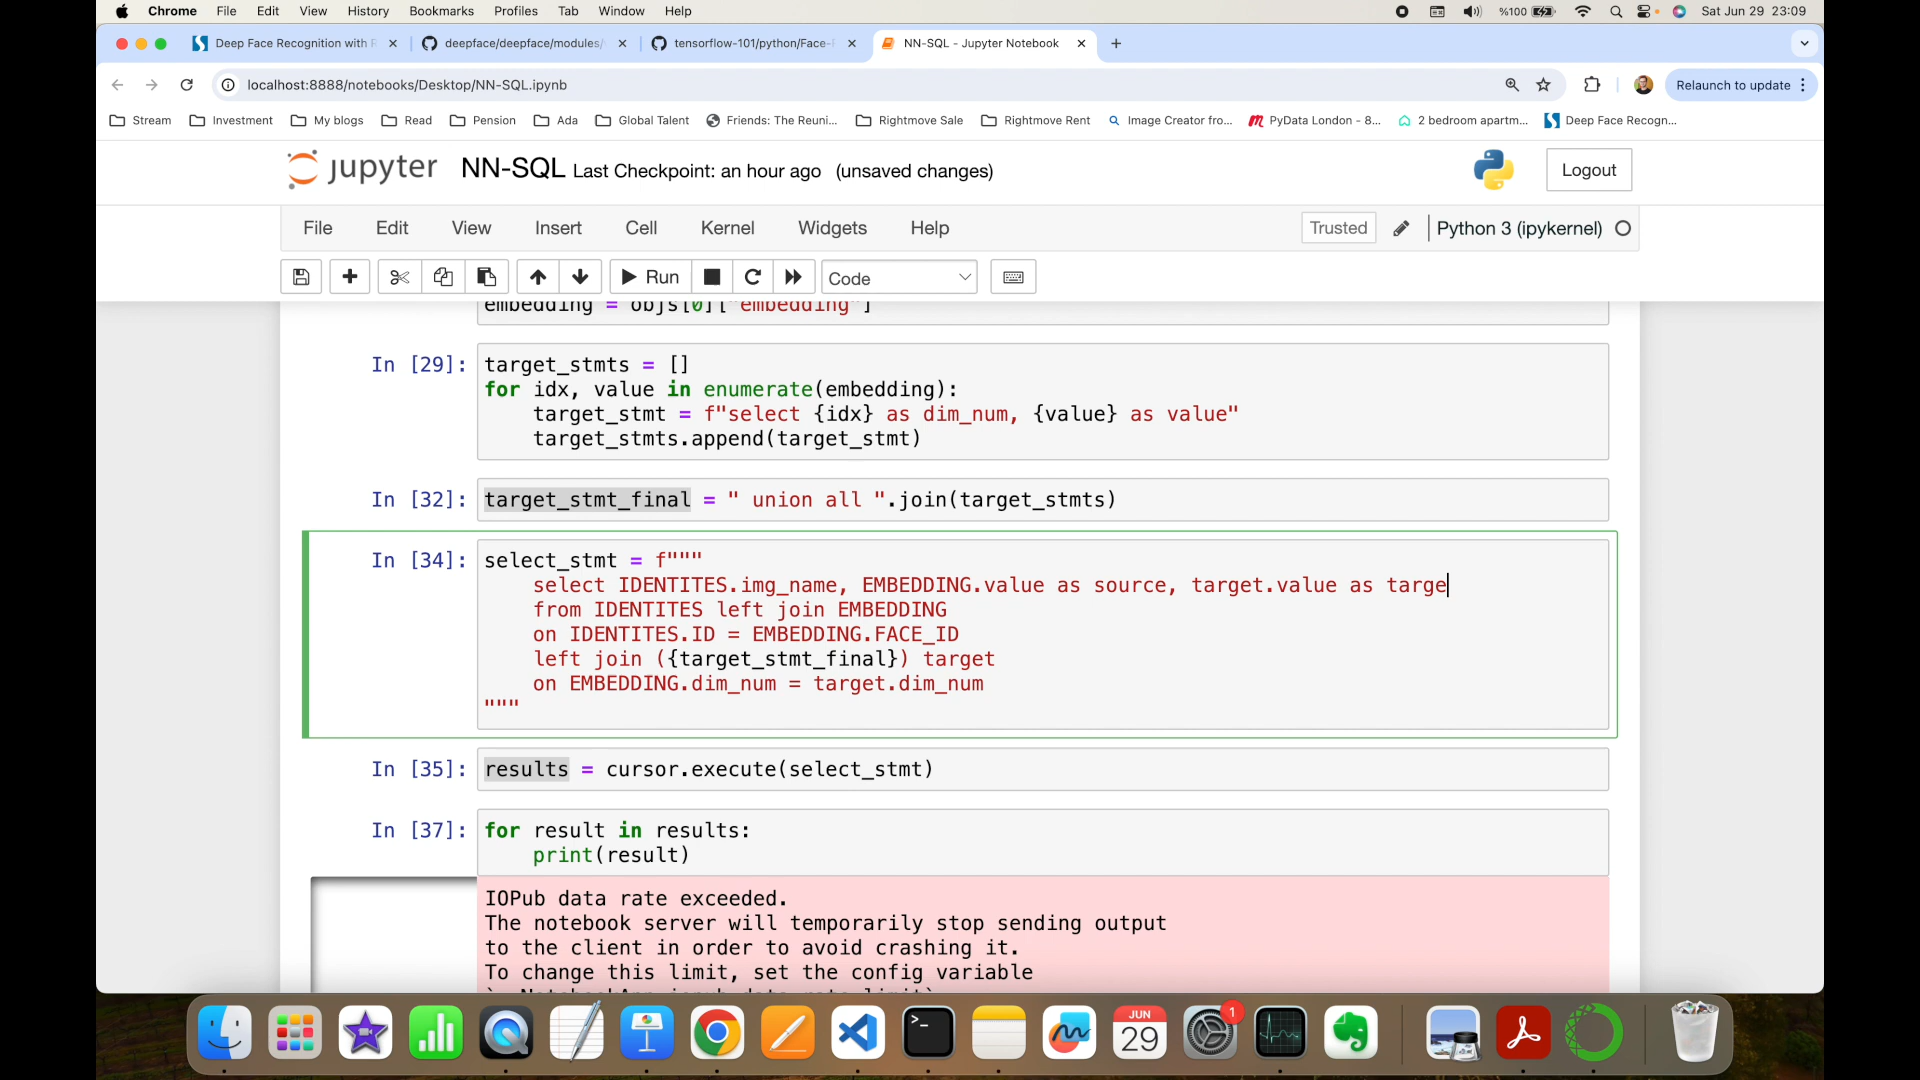 Chrome File Edit View History Bookmarks Profiles Tab Window Help %100 Sat Jun 29 23:09
Deep Face Recognition with deepface/deepface/modules/ tensorflow-101/python/Face- NN-SQL - Jupyter Notebook
localhost:8888/notebooks/Desktop/NN-SQL.ipynb Relaunch to update
Stream Investment My blogs Read Pension Ada Global Talent Friends: The Reuni... Rightmove Sale Rightmove Rent Image Creator fro... PyData London - 8... 2 bedroom apartm... Deep Face Recogn...
jupyter NN-SQL Last Checkpoint: an hour ago (unsaved changes) Logout
File Edit View Insert Cell Kernel Widgets Help Trusted Python 3 (ipykernel)
Run Code
embedding = objs[0]["embedding"]
In [29]: target_stmts = []
for idx, value in enumerate(embedding):
target_stmt = f"select {idx} as dim_num, {value} as value"
target_stmts.append(target_stmt)
In [32]: target_stmt_final = " union all ".join(target_stmts)
In [34]: select_stmt = f"""
select IDENTITES.img_name, EMBEDDING.value as source, target.value as targe
from IDENTITES left join EMBEDDING
on IDENTITES.ID = EMBEDDING.FACE_ID
left join ({target_stmt_final}) target
on EMBEDDING.dim_num = target.dim_num
"""
In [35]: results = cursor.execute(select_stmt)
In [37]: for result in results:
print(result)
IOPub data rate exceeded.
The notebook server will temporarily stop sending output
to the client in order to avoid crashing it.
To change this limit, set the config variable
JUN
29
1